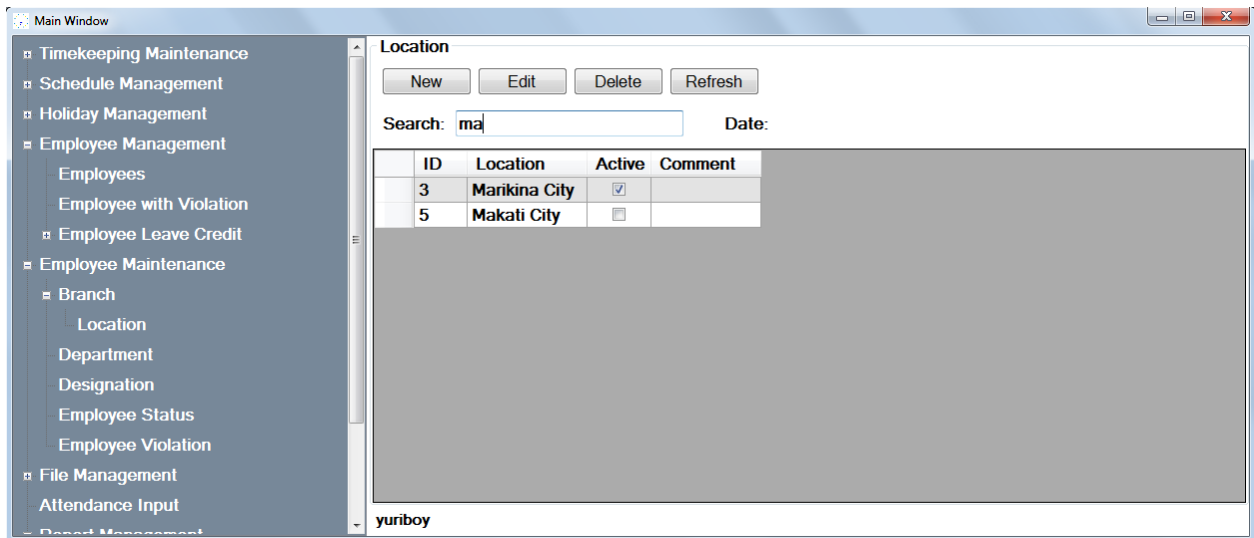 Main Window
Timekeeping Maintenance
Schedule Management
Holiday Management
Employee Management
Employees
Employee with Violation
Employee Leave Credit
Employee Maintenance
Branch
Location
Department
Designation
Employee Status
Employee Violation
File Management
Attendance Input
Report Management
Location
New Edit Delete Refresh
Search: ma Date:
ID Location Active Comment
3 Marikina City
5 Makati City
yuriboy